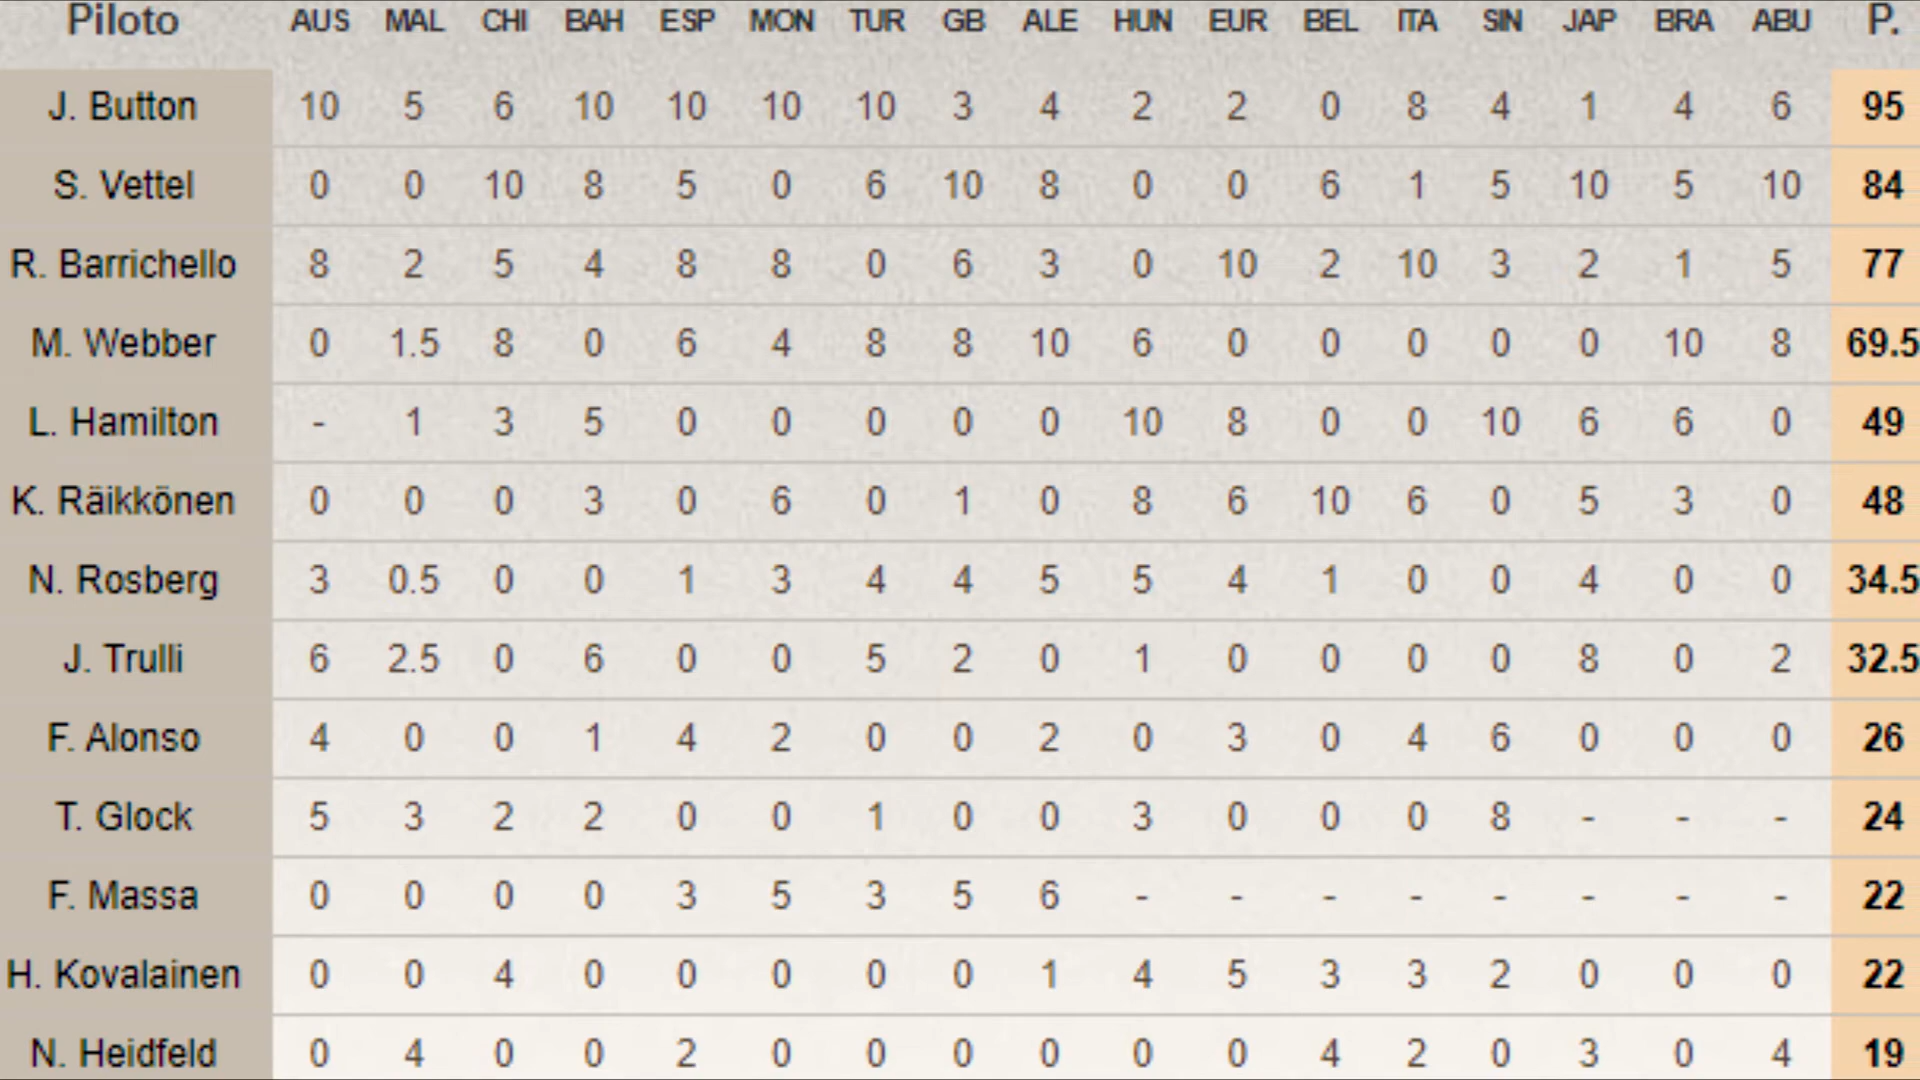 Piloto AUS MAL CHI BAH ESP MON TUR GB ALE HUN EUR BEL ITA SIN JAP BRA ABU P.
J. Button 10 5 6 10 10 10 10 3 4 2 2 0 8 4 1 4 6 95
S. Vettel 0 0 10 8 5 0 6 10 8 0 0 6 1 5 10 5 10 84
R. Barrichello 8 2 5 4 8 8 0 6 3 0 10 2 10 3 2 1 5 77
M. Webber 0 1.5 8 0 6 4 8 8 10 6 0 0 0 0 0 10 8 69.5
L. Hamilton - 1 3 5 0 0 0 0 0 10 8 0 0 10 6 6 0 49
K. Räikkönen 0 0 0 3 0 6 0 1 0 8 6 10 6 0 5 3 0 48
N. Rosberg 3 0.5 0 0 1 3 4 4 5 5 4 1 0 0 4 0 0 34.5
J. Trulli 6 2.5 0 6 0 0 5 2 0 1 0 0 0 0 8 0 2 32.5
F. Alonso 4 0 0 1 4 2 0 0 2 0 3 0 4 6 0 0 0 26
T. Glock 5 3 2 2 0 0 1 0 0 3 0 0 0 8 - - - 24
F. Massa 0 0 0 0 3 5 3 5 6 - - - - - - - - 22
H. Kovalainen 0 0 4 0 0 0 0 0 1 4 5 3 3 2 0 0 0 22
N. Heidfeld 0 4 0 0 2 0 0 0 0 0 0 4 2 0 3 0 4 19